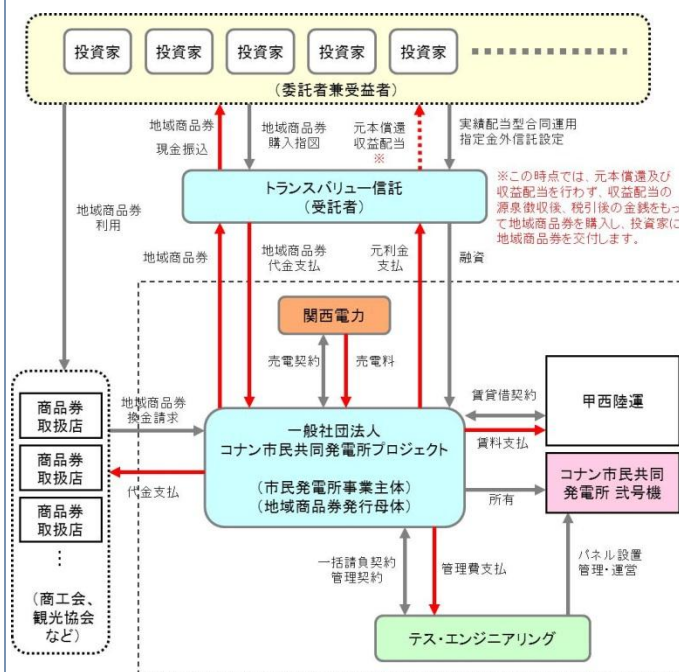 投資家
投資家
投資家
投資家
投資家
(委託者兼受益者)
地域商品券
現金振込
地域商品券
購入指図
元本償還
収益配当
※
実績配当型合同運用
指定金外信託設定
※この時点では、元本償還及び
収益配当を行わず、収益配当の
源泉徴収後、税引後の金銭をもっ
て地域商品券を購入し、投資家に
地域商品券を交付します。
トランスバリュー信託
(受託者)
地域商品券
利用
地域商品券
地域商品券
代金支払
元利金
支払
融資
関西電力
売電契約
売電料
商品券
取扱店
商品券
取扱店
商品券
取扱店
⋮
(商工会、
観光協会
など)
地域商品券
換金請求
代金支払
一般社団法人
コナン市民共同発電所プロジェクト
(市民発電所事業主体)
(地域商品券発行母体)
賃貸借契約
賃料支払
甲西陸運
所有
コナン市民共同
発電所 弐号機
一括請負契約
管理契約
管理費支払
パネル設置
管理・運営
テス・エンジニアリング